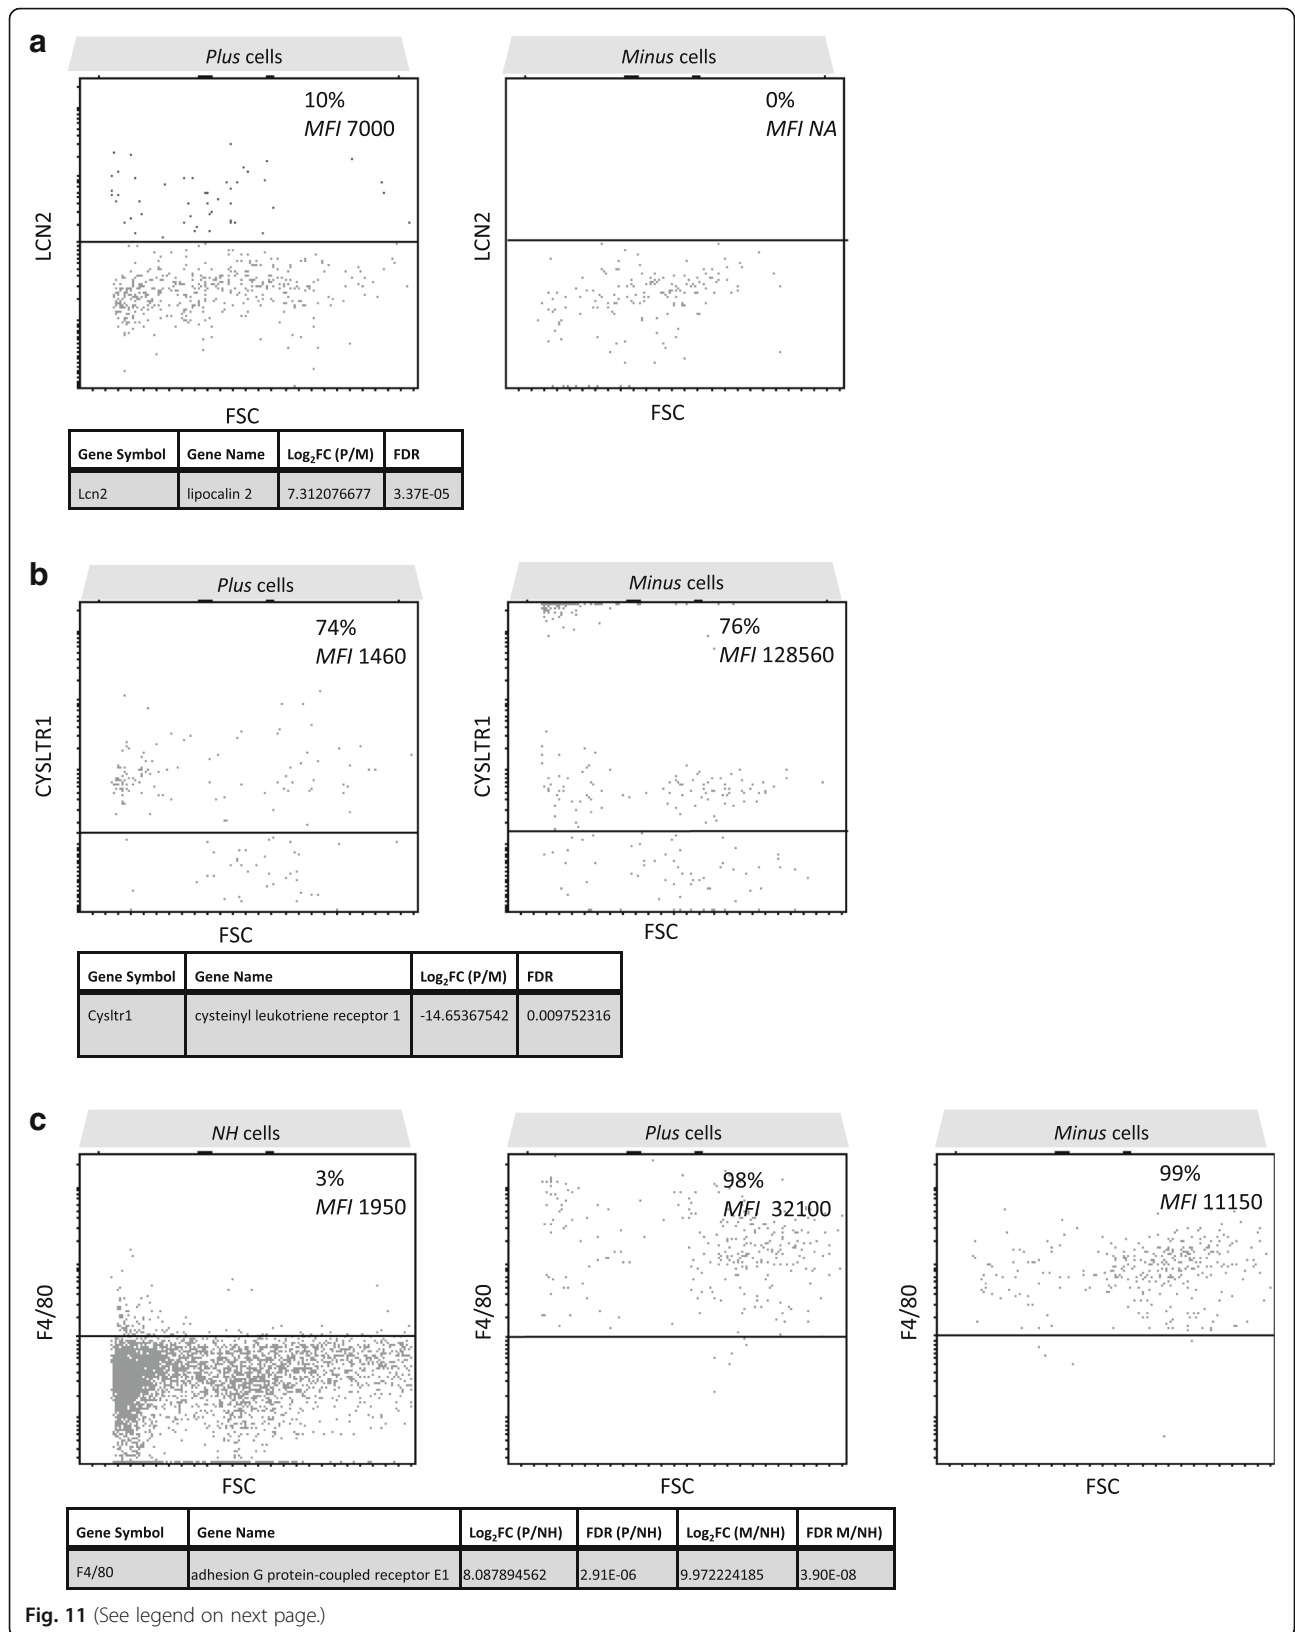 a
Plus cells
Minus cells
10%
MFI 7000
0%
MFI NA
LCN2
LCN2
FSC
FSC
Gene Symbol Gene Name Log2FC (P/M) FDR
Lcn2 lipocalin 2 7.312076677 3.37E-05
b
Plus cells
Minus cells
74%
MFI 1460
76%
MFI 128560
CYSLTR1
CYSLTR1
FSC
FSC
Gene Symbol Gene Name Log2FC (P/M) FDR
Cysltr1 cysteinyl leukotriene receptor 1 -14.65367542 0.009752316
c
NH cells
Plus cells
Minus cells
3%
MFI 1950
98%
MFI 32100
99%
MFI 11150
F4/80
F4/80
F4/80
FSC
FSC
FSC
Gene Symbol Gene Name Log2FC (P/NH) FDR (P/NH) Log2FC (M/NH) FDR M/NH)
F4/80 adhesion G protein-coupled receptor E1 8.087894562 2.91E-06 9.972224185 3.90E-08
Fig. 11 (See legend on next page.)